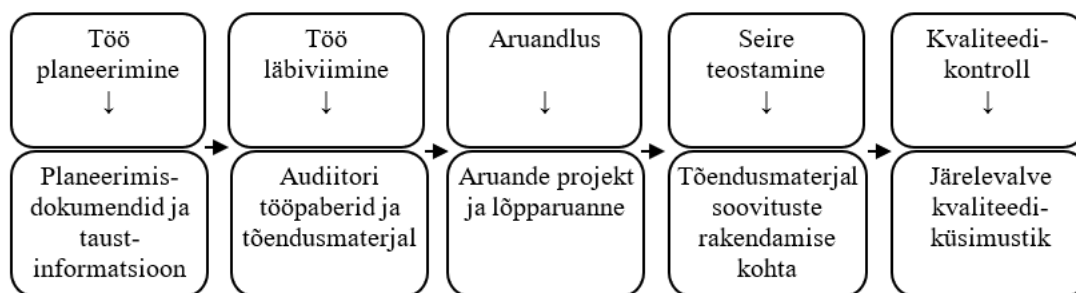 Töö
planeerimine
↓
Planeerimis-
dokumendid ja
taust-
informatsioon
Töö
läbiviimine
↓
Audiitori
tööpaberid ja
tõendusmaterjal
Aruandlus
↓
Aruande projekt
ja lõpparuanne
Seire
teostamine
↓
Tõendusmaterjal
soovituste
rakendamise
kohta
Kvaliteedi-
kontroll
↓
Järelevalve
kvaliteedi-
küsimustik